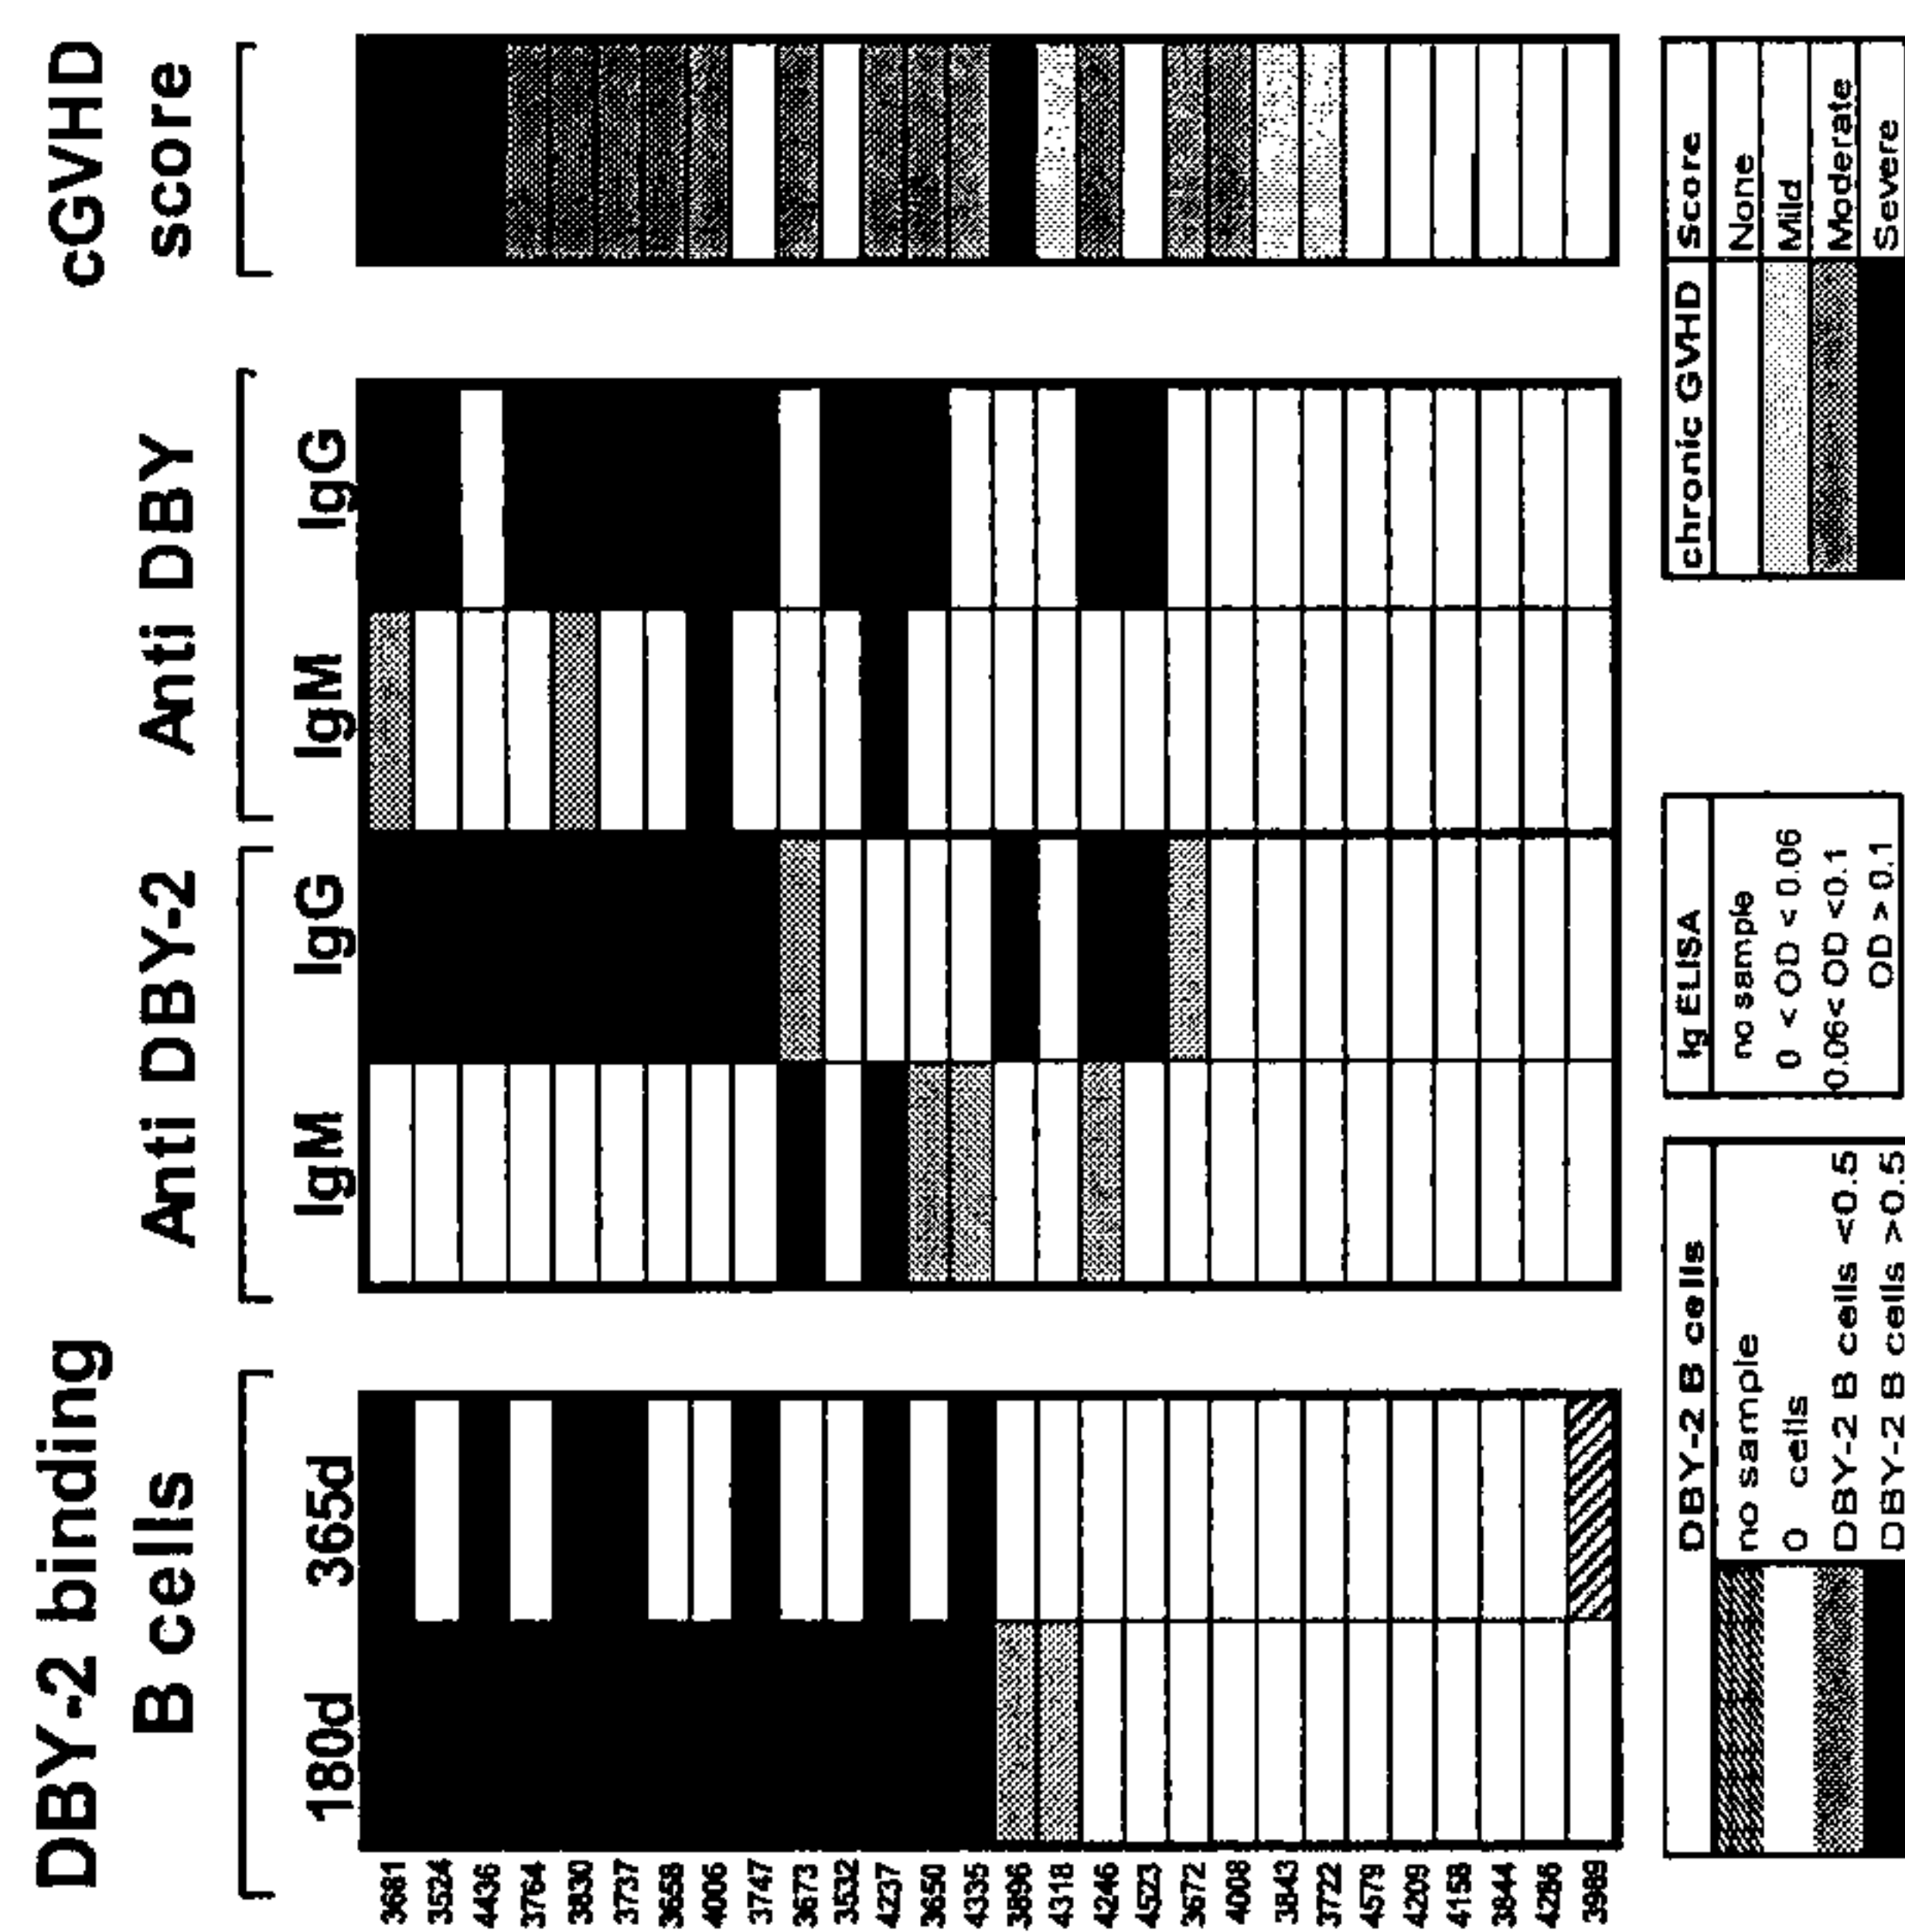 DBY-2 binding
B cells
180d
365d
Anti DBY-2
IgM
IgG
Anti DBY
IgM
IgG
cGVHD
score
3681
3524
4436
3764
3830
3737
3658
4006
3747
3673
3532
4237
3650
4335
3896
4318
4246
4523
3672
4008
3843
3722
4579
4209
4158
3844
4286
3989
DBY-2 B cells
no sample
0 cells
DBY-2 B cells <0.5
DBY-2 B cells >0.5
Ig ELISA
no sample
0 < OD < 0.06
0.06< OD <0.1
OD > 0.1
chronic GVHD Score
None
Mild
Moderate
Severe